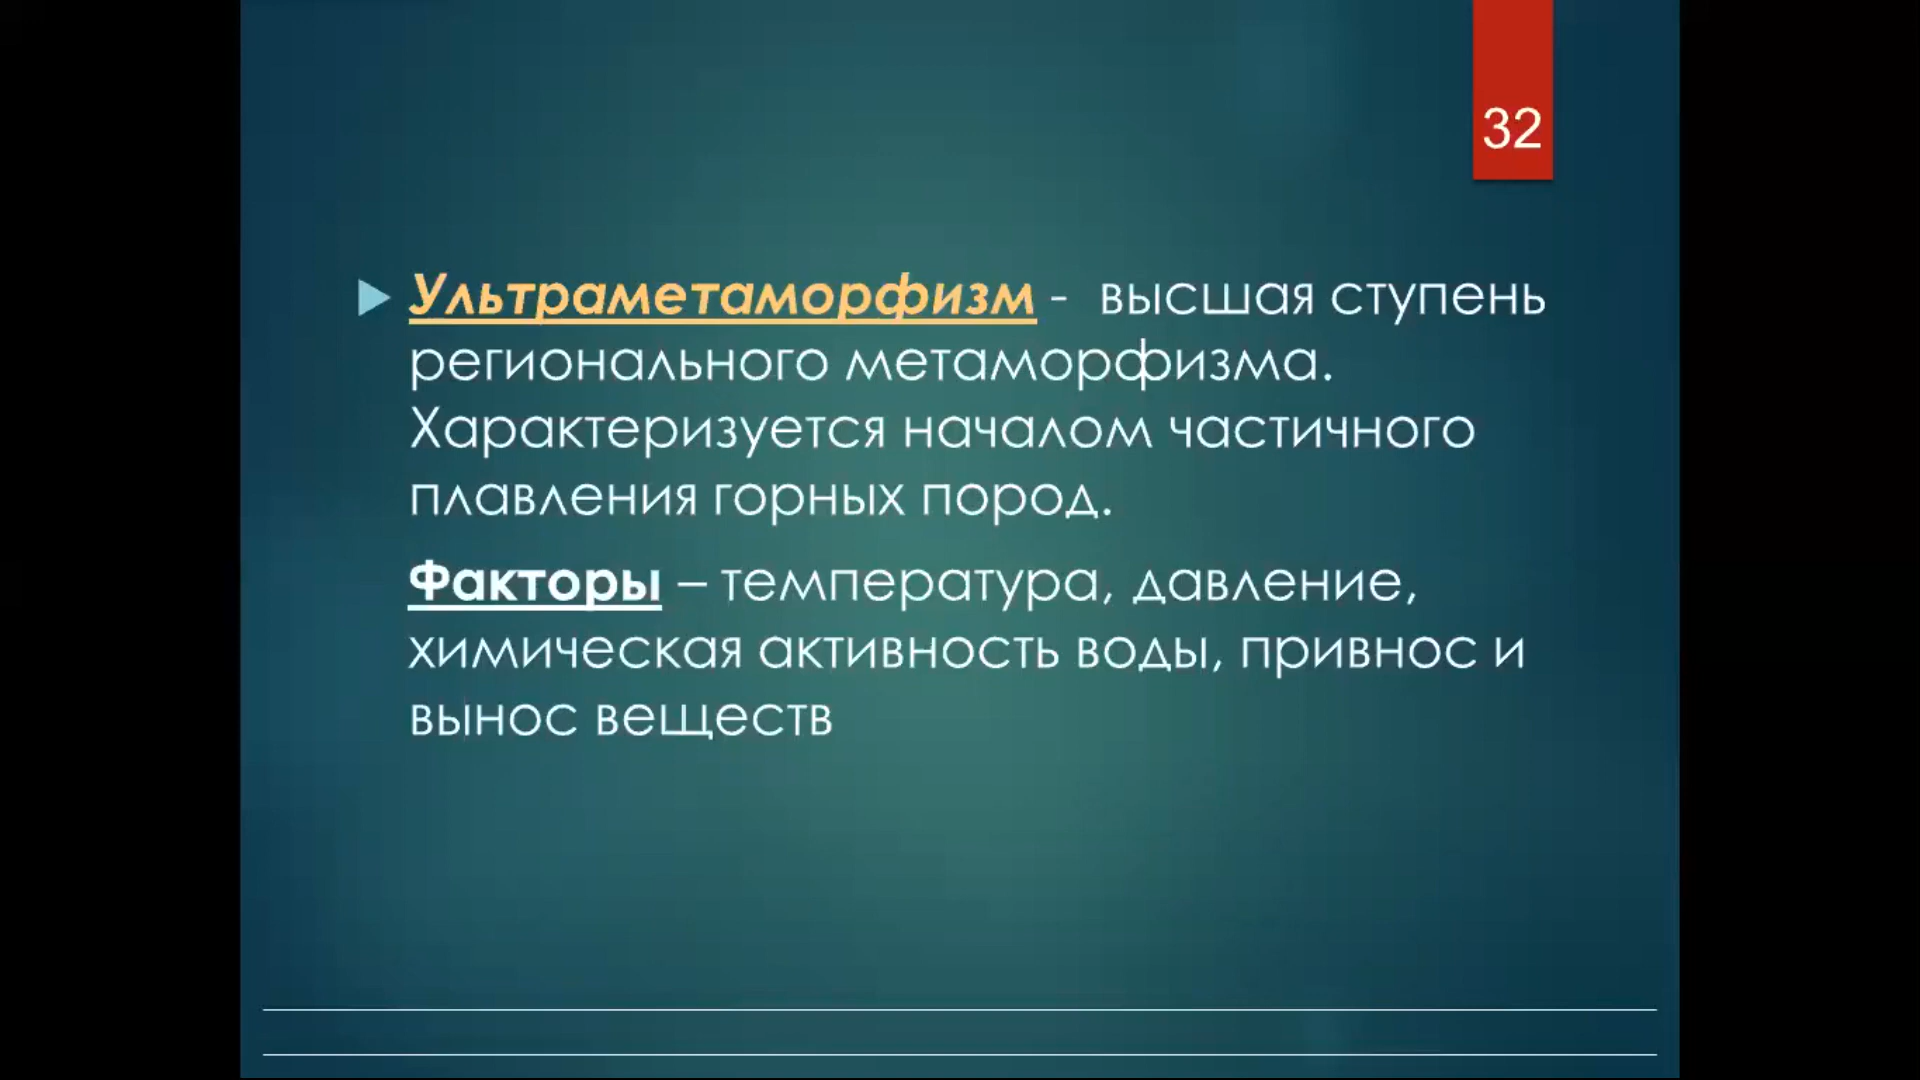 32
Ультраметаморфизм -  высшая ступень
регионального метаморфизма.
Характеризуется началом частичного
плавления горных пород.
Факторы – температура, давление,
химическая активность воды, привнос и
вынос веществ